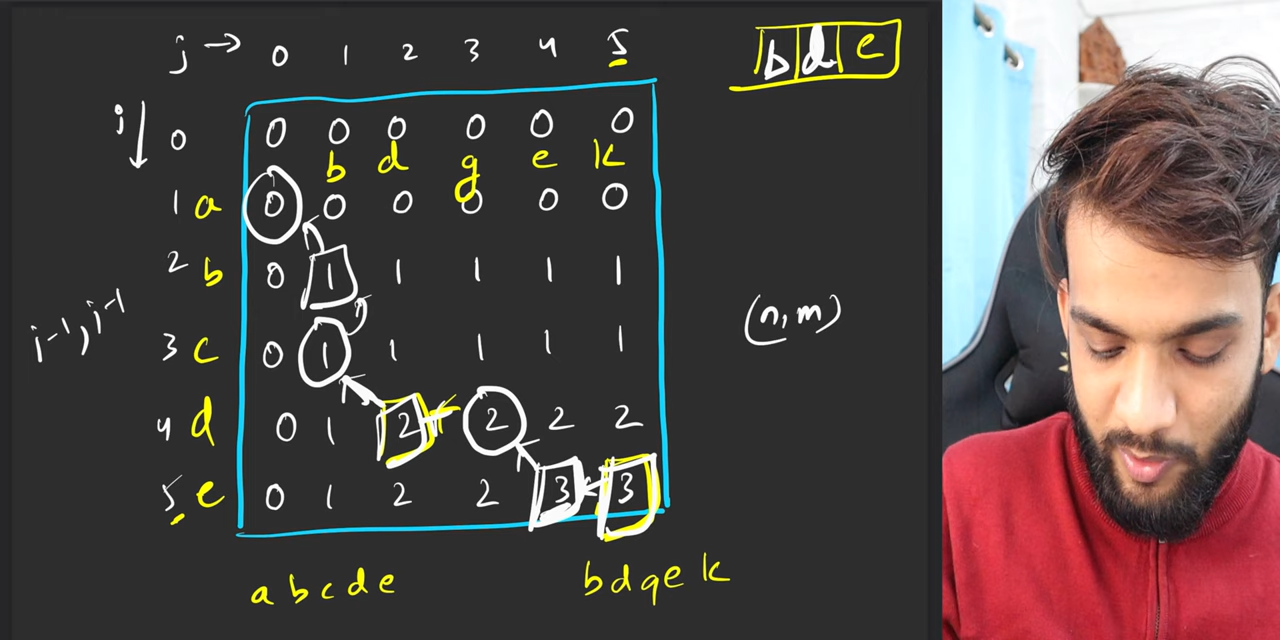 j → 0 1 2 3 4 5
b d e
i ↓ 0 0 0 0 0 0 0
b d g e k
1 a 0 0 0 0 0 0
2 b 0 1 1 1 1 1
i-1, j-1
(n,m)
3 c 0 1 1 1 1 1
4 d 0 1 2 2 2 2
5 e 0 1 2 2 3 3
a b c d e
b d g e k